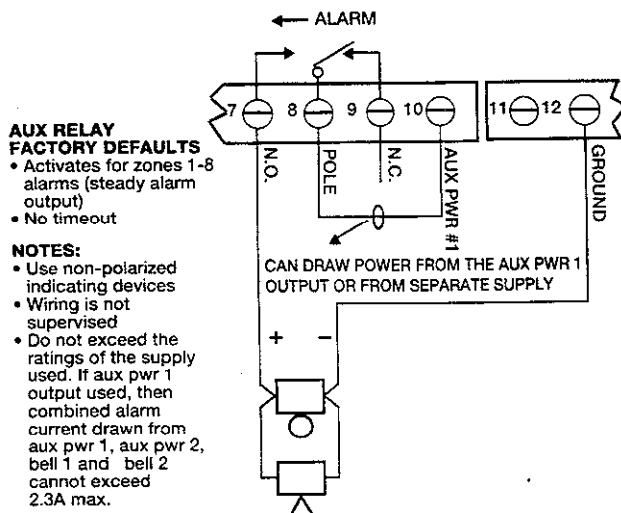 ALARM
7 8 9 10 11 12
N.O.
POLE
N.C.
AUX PWR #1
GROUND
AUX RELAY
FACTORY DEFAULTS
• Activates for zones 1-8
alarms (steady alarm
output)
• No timeout
NOTES:
• Use non-polarized
indicating devices
• Wiring is not
supervised
• Do not exceed the
ratings of the supply
used. If aux pwr 1
output used, then
combined alarm
current drawn from
aux pwr 1, aux pwr 2,
bell 1 and bell 2
cannot exceed
2.3A max.
CAN DRAW POWER FROM THE AUX PWR 1
OUTPUT OR FROM SEPARATE SUPPLY
+ −